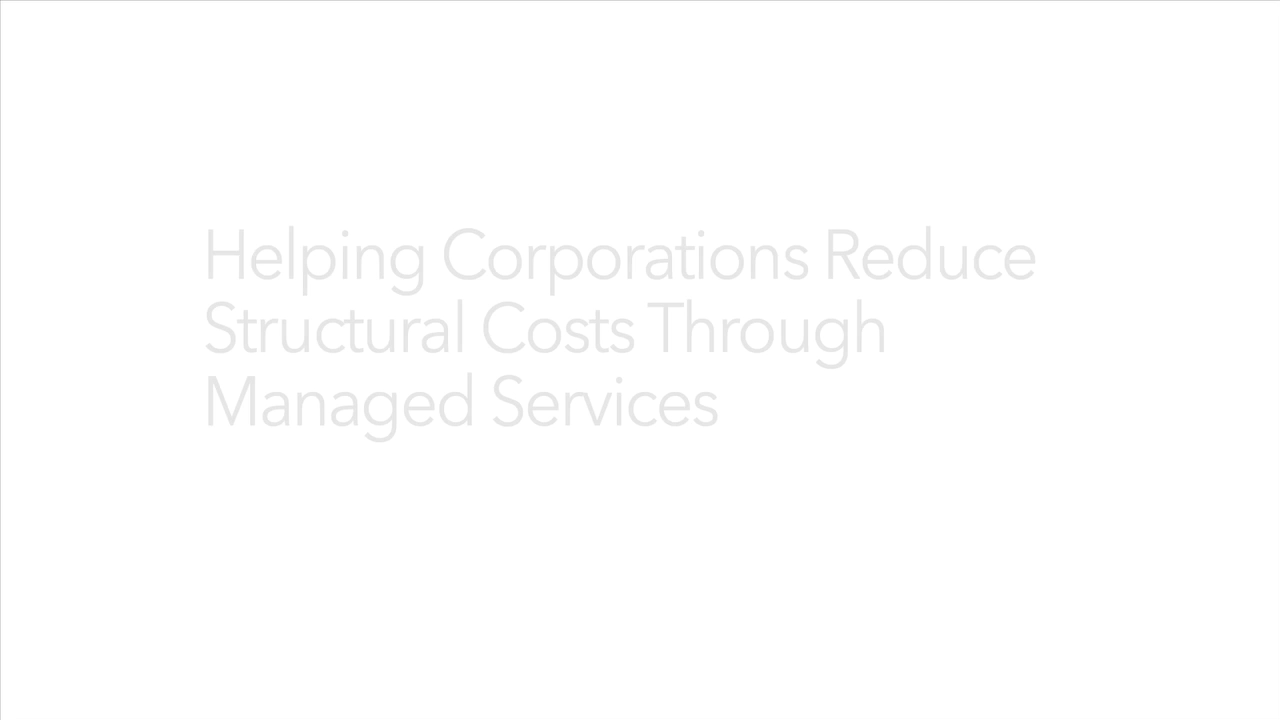 Helping Corporations Reduce
Structural Costs Through
Managed Services